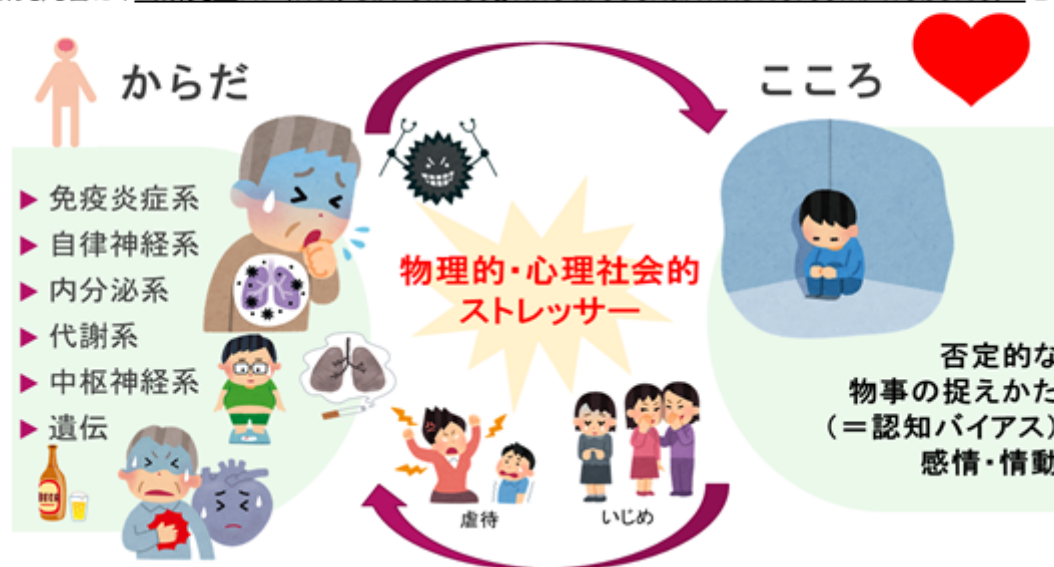 からだ
こころ
▶ 免疫炎症系
▶ 自律神経系
▶ 内分泌系
▶ 代謝系
▶ 中枢神経系
▶ 遺伝
物理的・心理社会的
ストレッサー
虐待
いじめ
否定的な
物事の捉えかた
(＝認知バイアス)
感情・情動
BEER